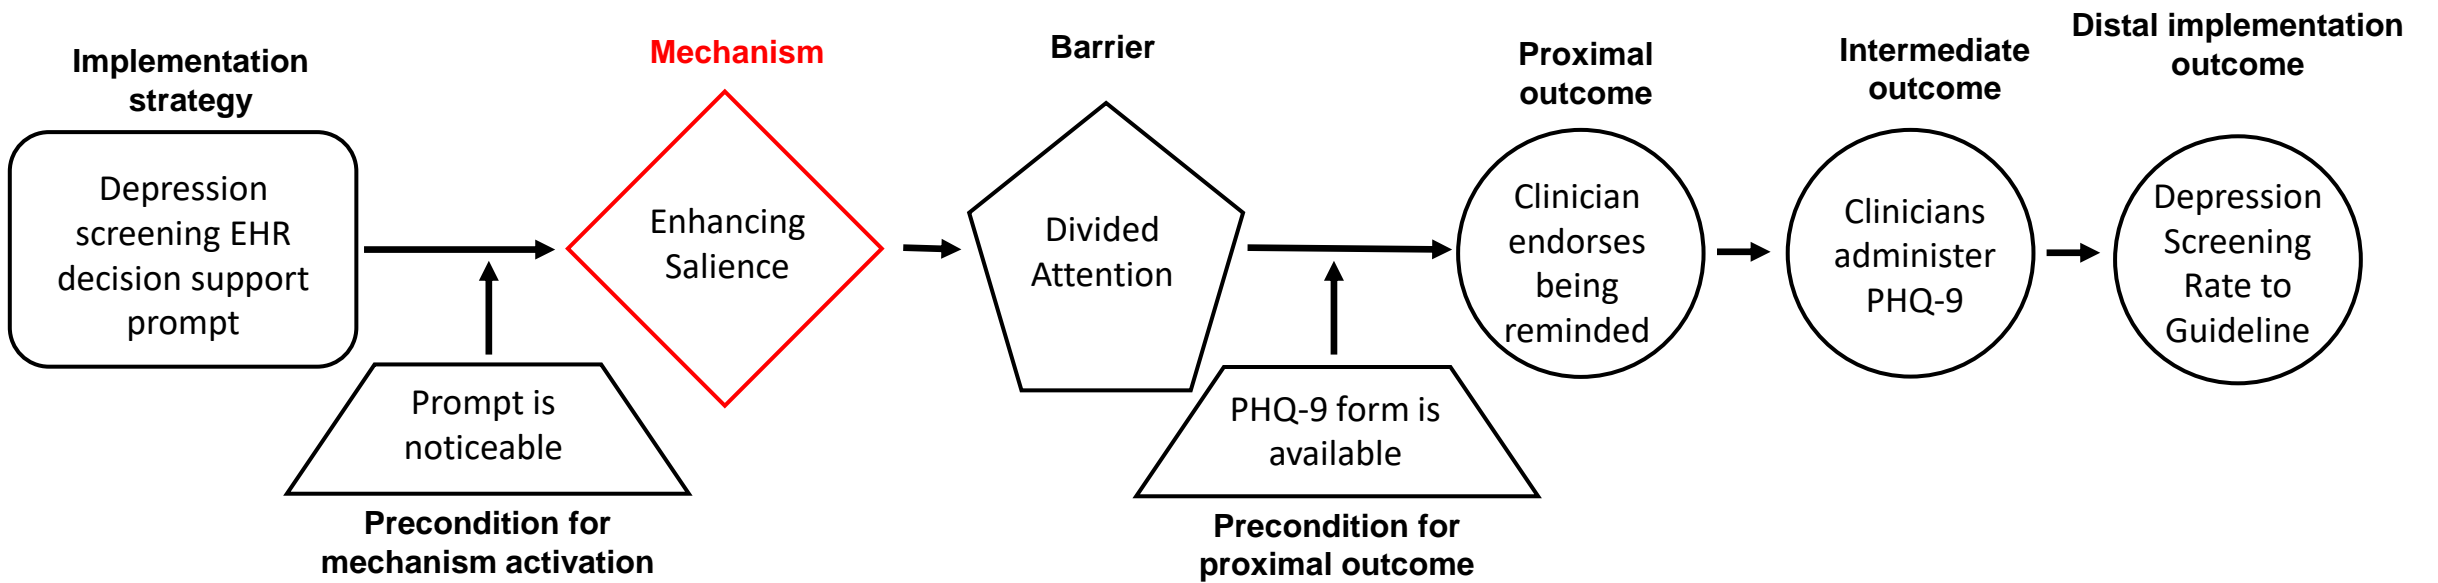 Implementation
strategy
Depression
screening EHR
decision support
prompt
Prompt is
noticeable
Precondition for
mechanism activation
Mechanism
Enhancing
Salience
Barrier
Divided
Attention
PHQ-9 form is
available
Precondition for
proximal outcome
Proximal
outcome
Clinician
endorses
being
reminded
Intermediate
outcome
Clinicians
administer
PHQ-9
Distal implementation
outcome
Depression
Screening
Rate to
Guideline